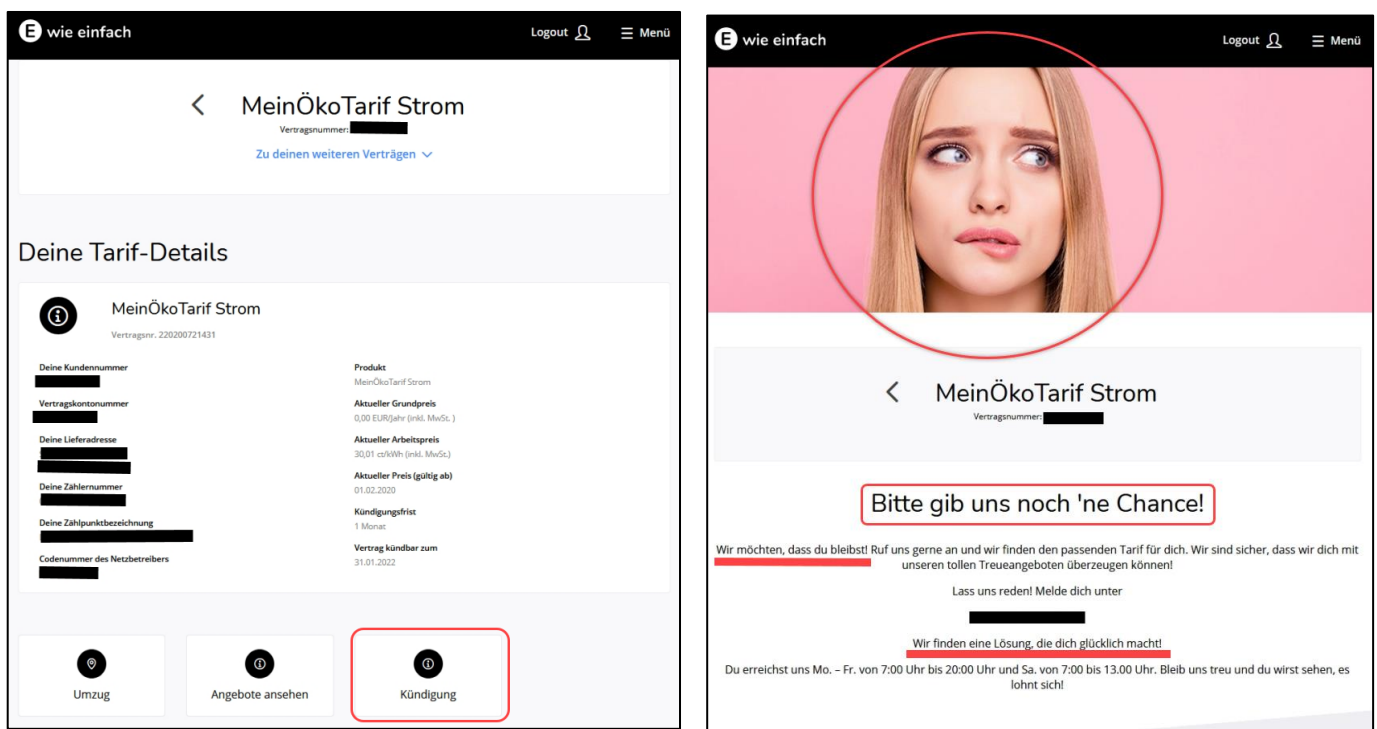 E wie einfach
Logout
Menü
MeinÖkoTarif Strom
Vertragsnummer:
Zu deinen weiteren Verträgen
Deine Tarif-Details
MeinÖkoTarif Strom
Vertragsnr. 220200721431
Deine Kundennummer
Vertragskontonummer
Deine Lieferadresse
Deine Zählernummer
Deine Zählpunktbezeichnung
Codenummer des Netzbetreibers
Produkt
MeinÖkoTarif Strom
Aktueller Grundpreis
0,00 EUR/Jahr (inkl. MwSt. )
Aktueller Arbeitspreis
30,01 ct/kWh (inkl. MwSt.)
Aktueller Preis (gültig ab)
01.02.2020
Kündigungsfrist
1 Monat
Vertrag kündbar zum
31.01.2022
Umzug
Angebote ansehen
Kündigung
E wie einfach
Logout
Menü
MeinÖkoTarif Strom
Vertragsnummer:
Bitte gib uns noch 'ne Chance!
Wir möchten, dass du bleibst! Ruf uns gerne an und wir finden den passenden Tarif für dich. Wir sind sicher, dass wir dich mit
unseren tollen Treueangeboten überzeugen können!
Lass uns reden! Melde dich unter
Wir finden eine Lösung, die dich glücklich macht!
Du erreichst uns Mo. – Fr. von 7:00 Uhr bis 20:00 Uhr und Sa. von 7:00 bis 13.00 Uhr. Bleib uns treu und du wirst sehen, es
lohnt sich!